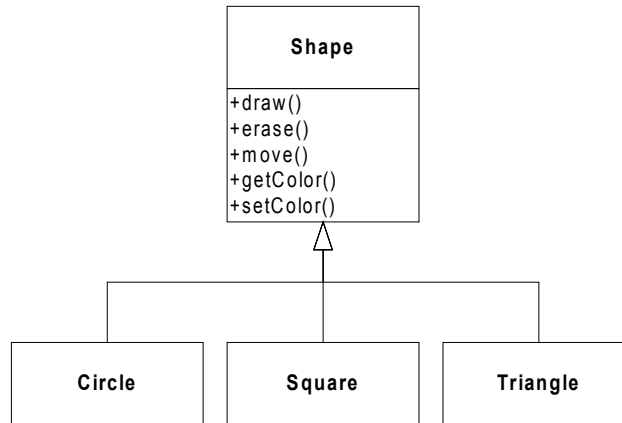 Shape
+draw()
+erase()
+move()
+getColor()
+setColor()
Circle
Square
Triangle